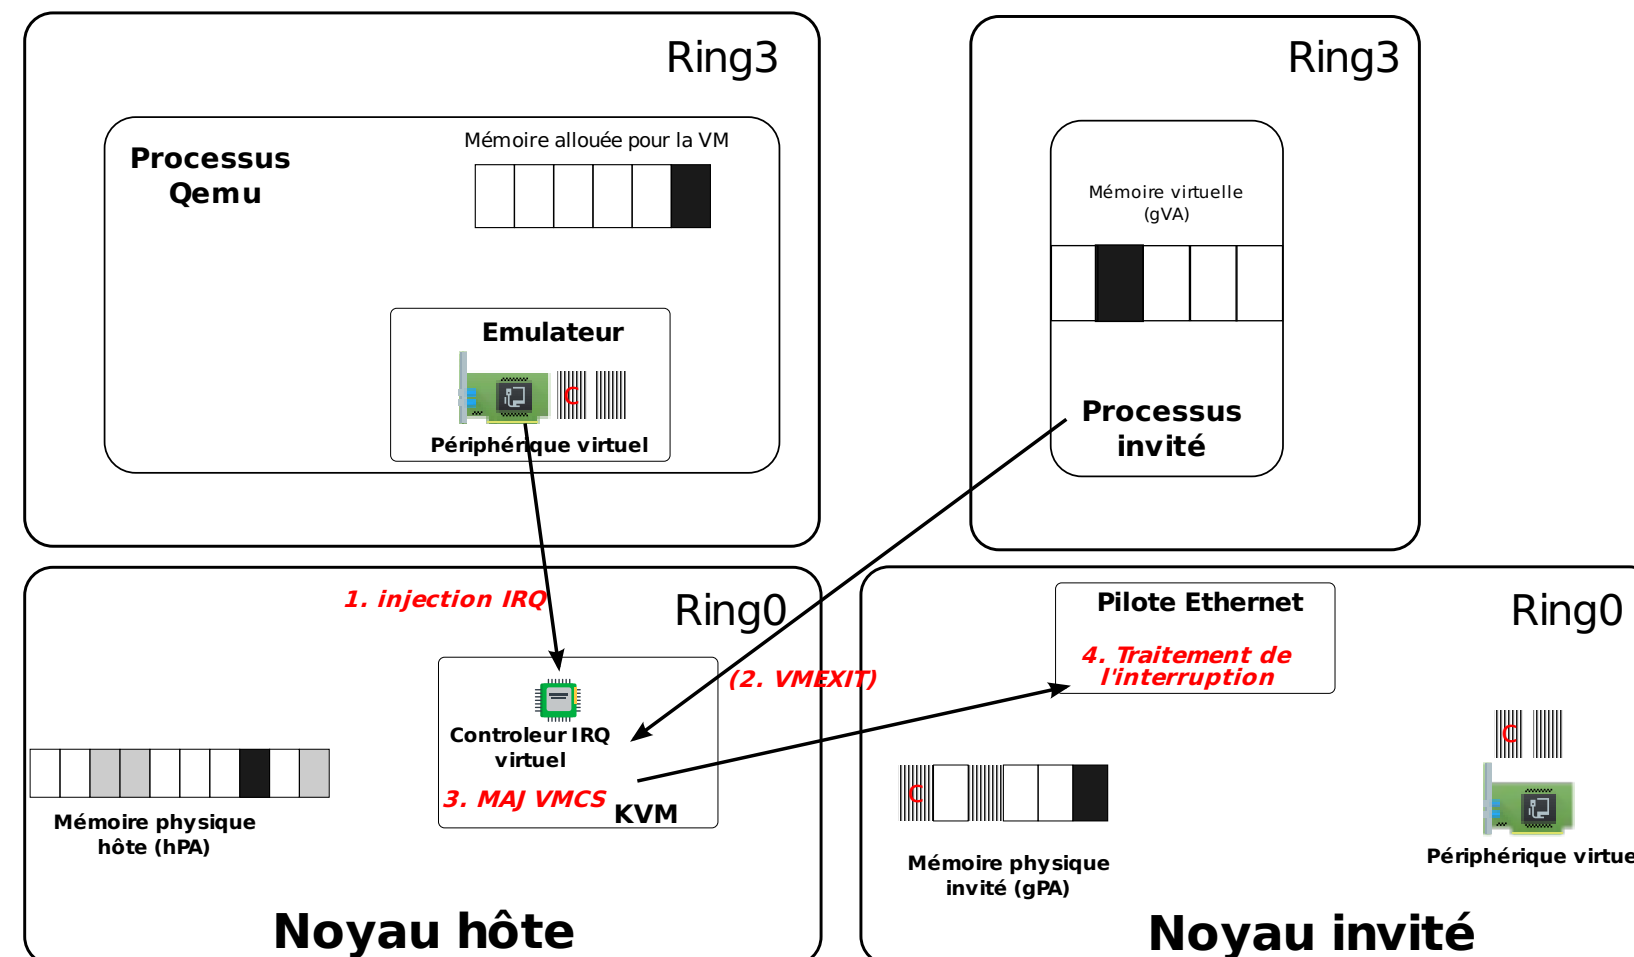 Ring3
Processus
Qemu
Mémoire allouée pour la VM
Emulateur
C
Périphérique virtuel
Ring3
Mémoire virtuelle
(gVA)
Processus
invité
1. injection IRQ
Ring0
(2. VMEXIT)
Controleur IRQ
virtuel
3. MAJ VMCS
KVM
Mémoire physique
hôte (hPA)
Noyau hôte
Pilote Ethernet
4. Traitement de
l'interruption
Ring0
C
C
Mémoire physique
invité (gPA)
Périphérique virtue
Noyau invité